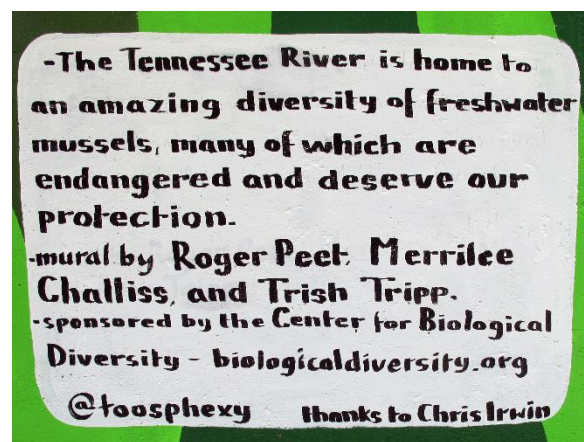 -The Tennessee River is home to
an amazing diversity of freshwater
mussels, many of which are
endangered and deserve our
protection.
-mural by Roger Peet, Merrilee
Challiss, and Trish Tripp.
-sponsored by the Center for Biological
Diversity - biologicaldiversity.org
@toosphexy thanks to Chris Irwin